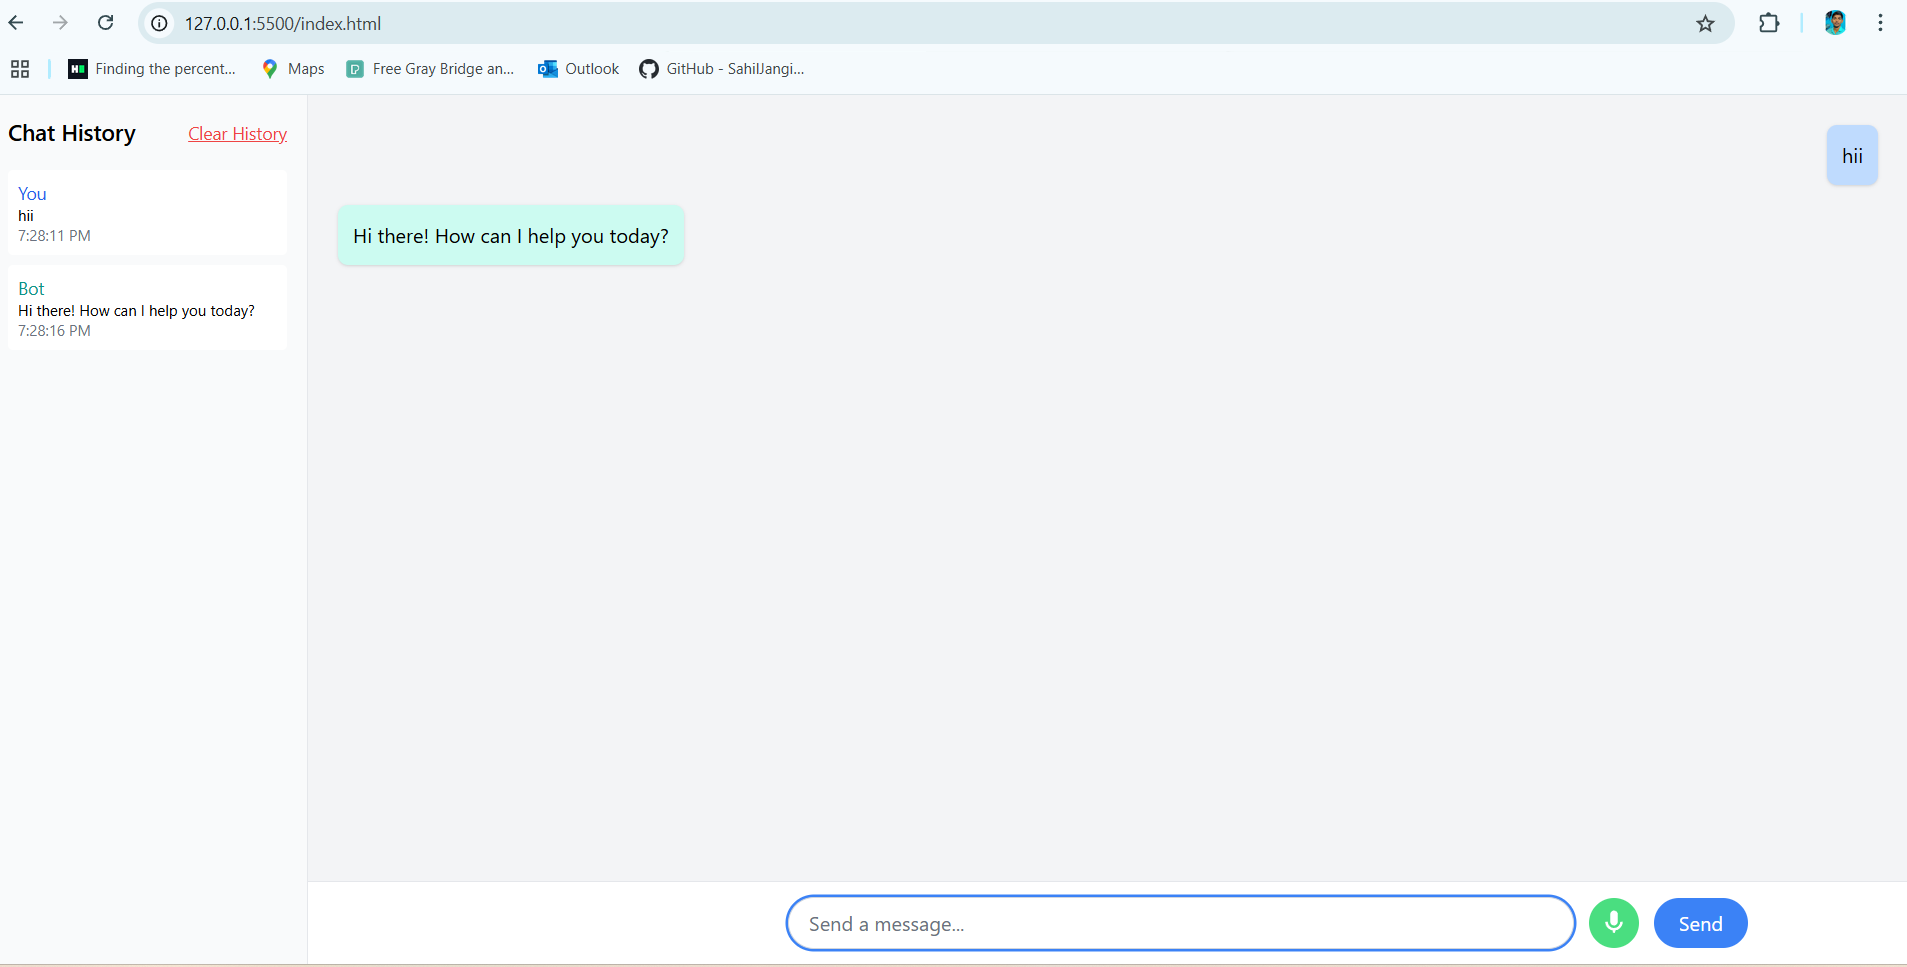 127.0.0.1:5500/index.html
Finding the percent...
Maps
Free Gray Bridge an...
Outlook
GitHub - SahilJangi...
Chat History
Clear History
You
hii
7:28:11 PM
Bot
Hi there! How can I help you today?
7:28:16 PM
hii
Hi there! How can I help you today?
Send a message...
Send